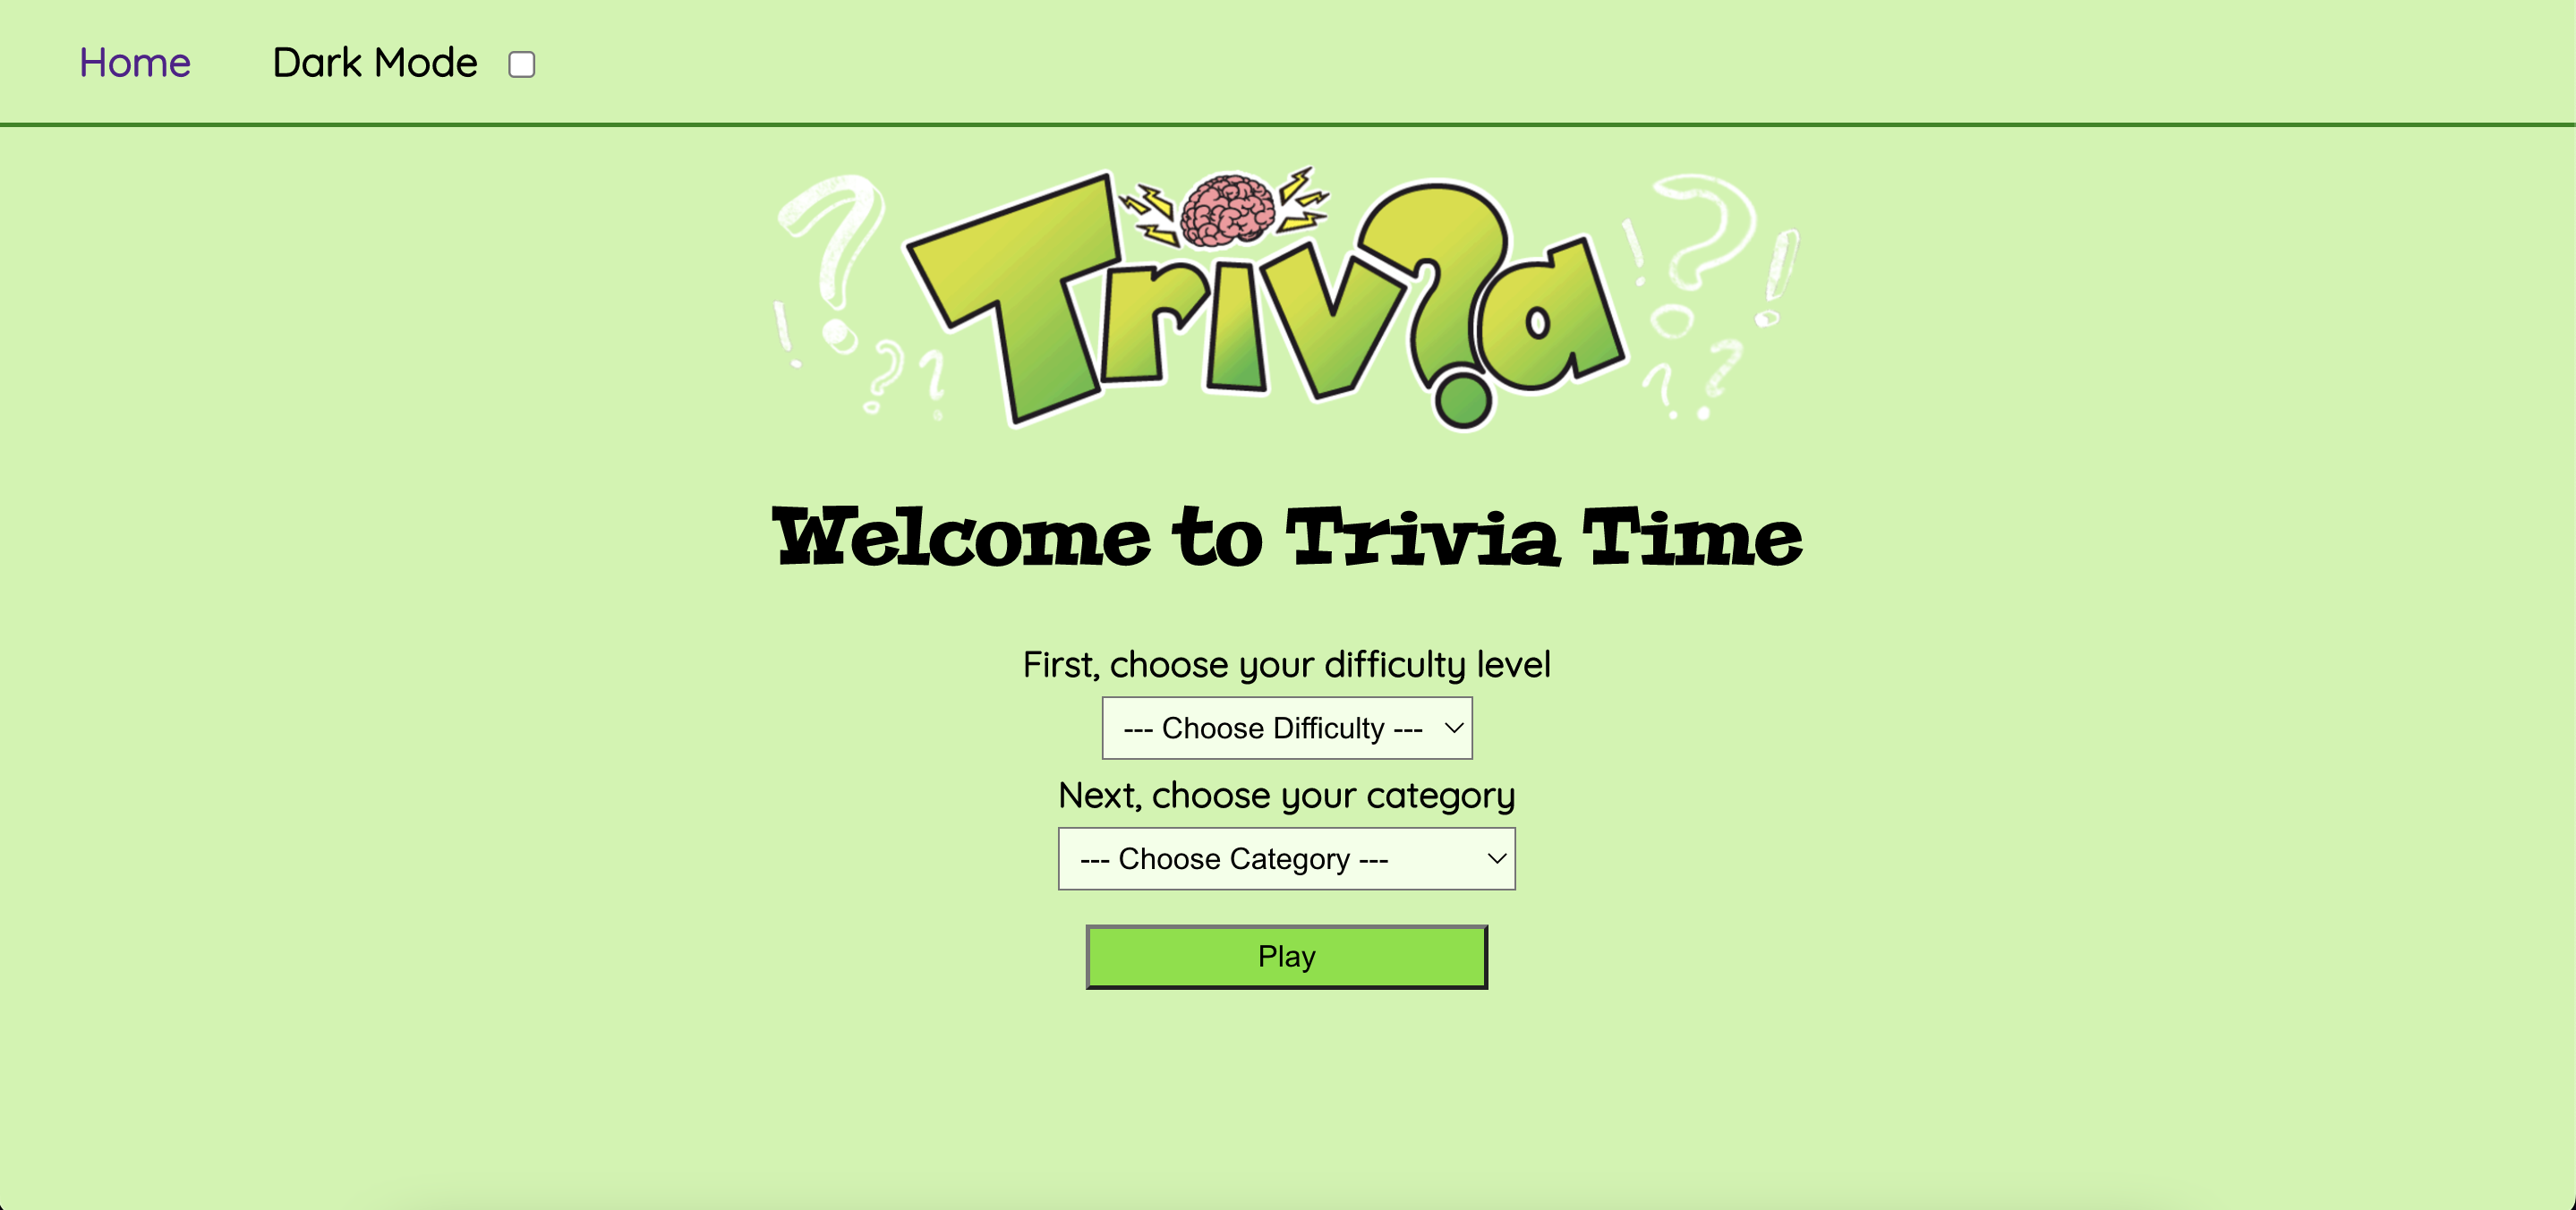 Home Dark Mode
Triv?a
Welcome to Trivia Time
First, choose your difficulty level
--- Choose Difficulty ---
Next, choose your category
--- Choose Category ---
Play